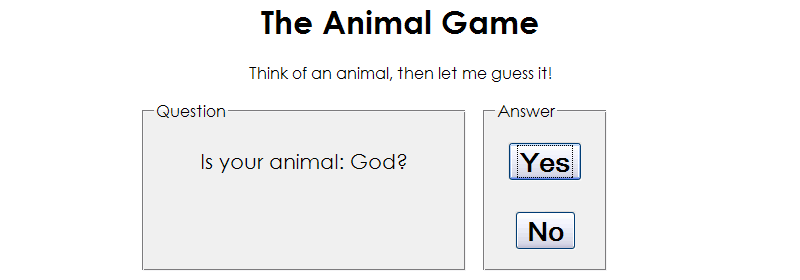 The Animal Game
Think of an animal, then let me guess it!
Question
Is your animal: God?
Answer
Yes
No